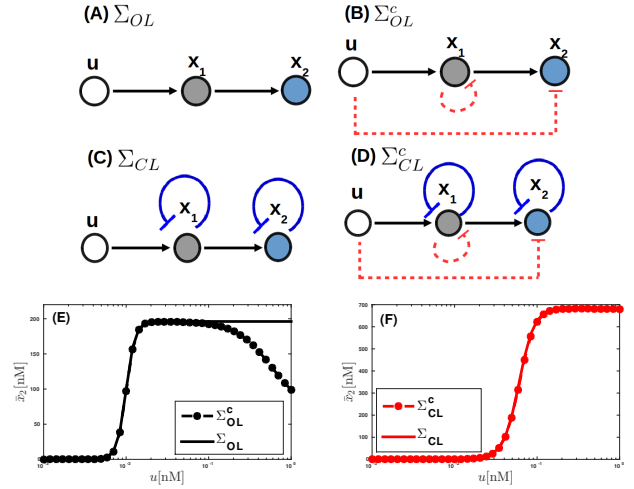 (A) Σ_OL
u x_1 x_2
(B) Σ^c_OL
u x_1 x_2
(C) Σ_CL
u x_1 x_2
(D) Σ^c_CL
u x_1 x_2
(E)
200
150
100
50
0
x̄_2[nM]
u[nM]
Σ^c_OL
Σ_OL
(F)
700
600
500
400
300
200
100
0
x̄_2[nM]
u[nM]
Σ^c_CL
Σ_CL